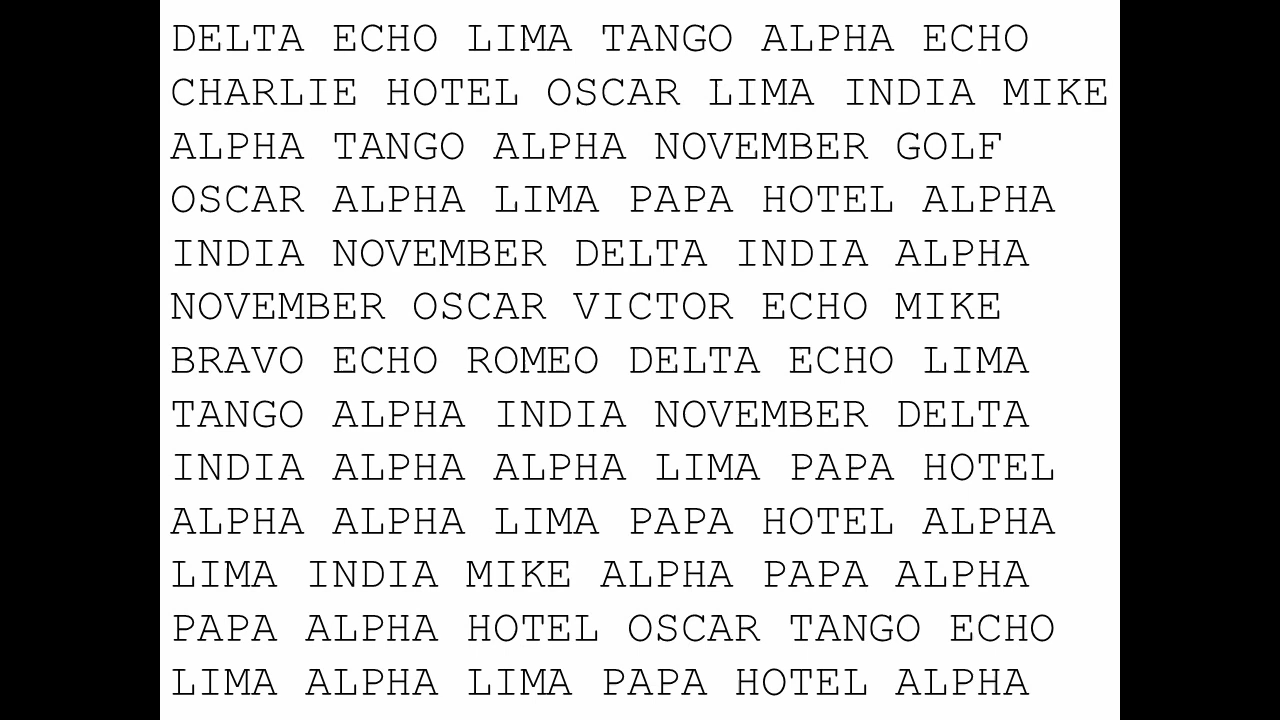 DELTA ECHO LIMA TANGO ALPHA ECHO
CHARLIE HOTEL OSCAR LIMA INDIA MIKE
ALPHA TANGO ALPHA NOVEMBER GOLF
OSCAR ALPHA LIMA PAPA HOTEL ALPHA
INDIA NOVEMBER DELTA INDIA ALPHA
NOVEMBER OSCAR VICTOR ECHO MIKE
BRAVO ECHO ROMEO DELTA ECHO LIMA
TANGO ALPHA INDIA NOVEMBER DELTA
INDIA ALPHA ALPHA LIMA PAPA HOTEL
ALPHA ALPHA LIMA PAPA HOTEL ALPHA
LIMA INDIA MIKE ALPHA PAPA ALPHA
PAPA ALPHA HOTEL OSCAR TANGO ECHO
LIMA ALPHA LIMA PAPA HOTEL ALPHA